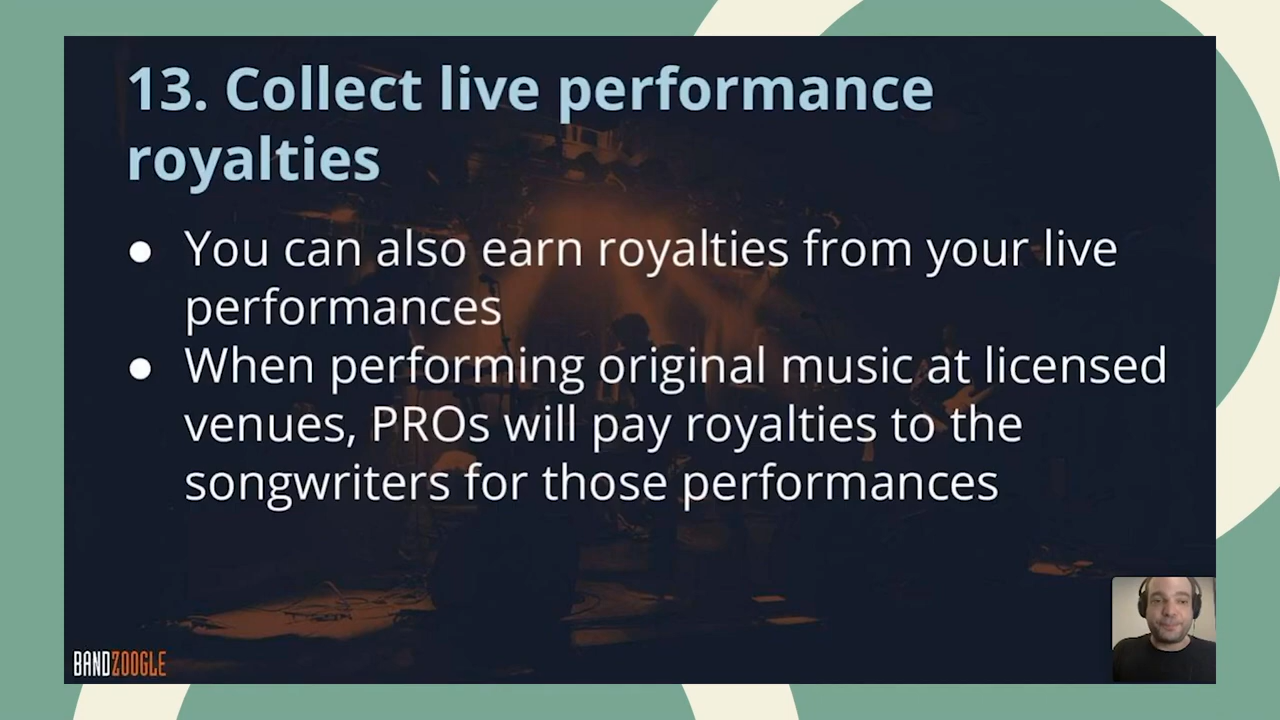 13. Collect live performance
royalties
● You can also earn royalties from your live
performances
● When performing original music at licensed
venues, PROs will pay royalties to the
songwriters for those performances
BANDZOOGLE